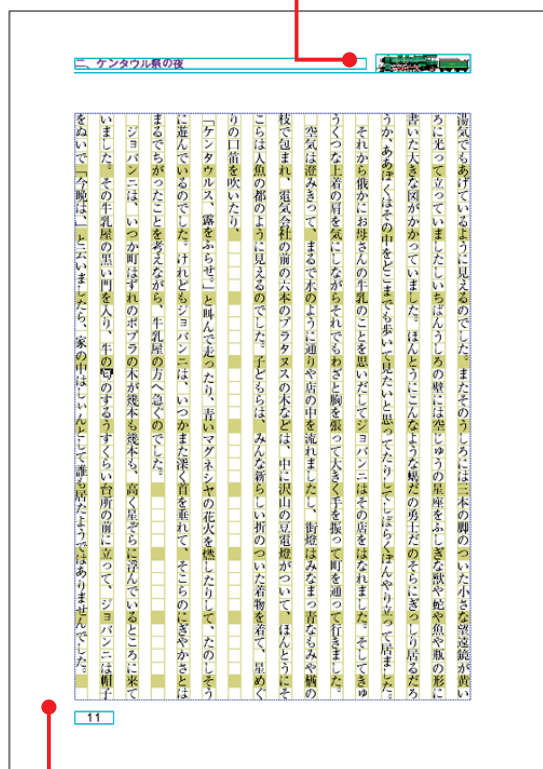 二、ケンタウル祭の夜
湯気でもあげているように見えるのでした。またそのうしろには三本の脚のついた小さな望遠鏡が黄い
ろに光って立っていましたしいちばんうしろの壁には空じゅうの星座をふしぎな獣や蛇や魚や瓶の形に
書いた大きな図がかかっていました。ほんとうにこんなような蝎だの勇士だのそらにぎっしり居るだろ
うか、ああぼくはその中をどこまでも歩いて見たいと思ってたりしてしばらくぼんやり立って居ました。
それから俄かにお母さんの牛乳のことを思いだしてジョバンニはその店をはなれました。そしてきゅ
うくつな上着の肩を気にしながらそれでもわざと胸を張って大きく手を振って町を通って行きました。
空気は澄みきって、まるで水のように通りや店の中を流れましたし、街燈はみなまっ青なもみや楢の
枝で包まれ、電気会社の前の六本のプラタヌスの木などは、中に沢山の豆電燈がついて、ほんとうにそ
こらは人魚の都のように見えるのでした。子どもらは、みんな新らしい折のついた着物を着て、星めぐ
りの口笛を吹いたり、
「ケンタウルス、露をふらせ。」と叫んで走ったり、青いマグネシヤの花火を燃したりして、たのしそう
に遊んでいるのでした。けれどもジョバンニは、いつかまた深く首を垂れて、そこらのにぎやかさとは
まるでちがったことを考えながら、牛乳屋の方へ急ぐのでした。
ジョバンニは、いつか町はずれのポプラの木が幾本も幾本も、高く星ぞらに浮んでいるところに来て
いました。その牛乳屋の黒い門を入り、牛の匂のするうすくらい台所の前に立って、ジョバンニは帽子
をぬいで「今晩は、」と云いましたら、家の中はしぃんとして誰も居たようではありませんでした。
11